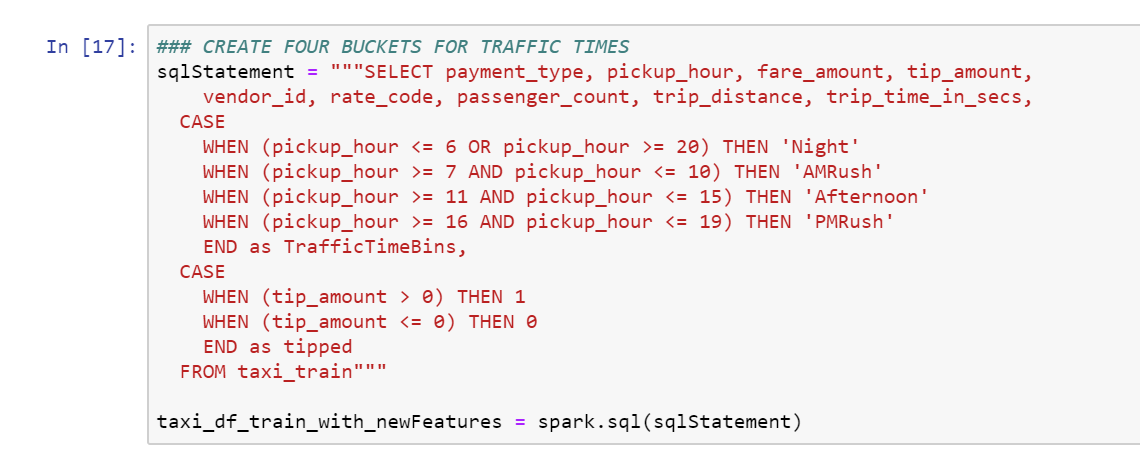 In [17]: ### CREATE FOUR BUCKETS FOR TRAFFIC TIMES
sqlStatement = """SELECT payment_type, pickup_hour, fare_amount, tip_amount,
    vendor_id, rate_code, passenger_count, trip_distance, trip_time_in_secs,
  CASE
    WHEN (pickup_hour <= 6 OR pickup_hour >= 20) THEN 'Night'
    WHEN (pickup_hour >= 7 AND pickup_hour <= 10) THEN 'AMRush'
    WHEN (pickup_hour >= 11 AND pickup_hour <= 15) THEN 'Afternoon'
    WHEN (pickup_hour >= 16 AND pickup_hour <= 19) THEN 'PMRush'
    END as TrafficTimeBins,
  CASE
    WHEN (tip_amount > 0) THEN 1
    WHEN (tip_amount <= 0) THEN 0
    END as tipped
  FROM taxi_train"""
taxi_df_train_with_newFeatures = spark.sql(sqlStatement)